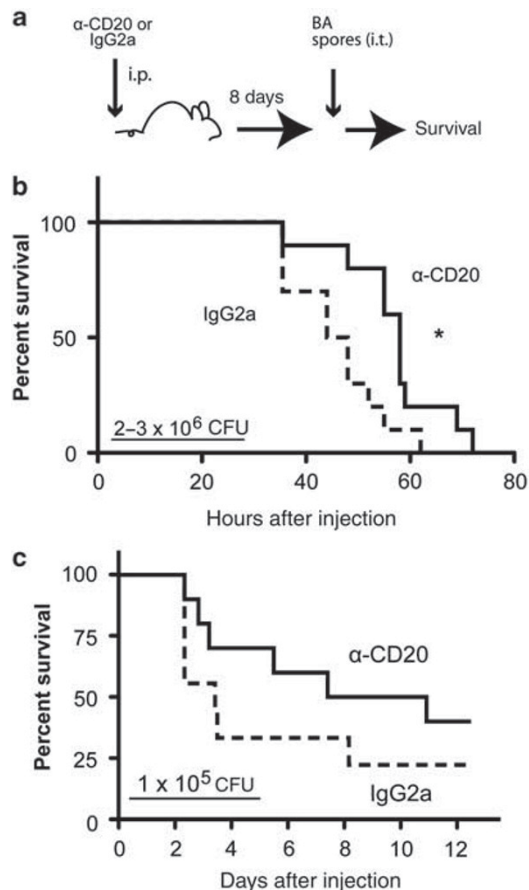 a
α-CD20 or
IgG2a
i.p.
8 days
BA
spores (i.t.)
Survival
b
Percent survival
100
50
0
IgG2a
α-CD20
*
2–3 x 10⁶ CFU
0 20 40 60 80
Hours after injection
c
Percent survival
100
75
50
25
0
α-CD20
IgG2a
1 x 10⁵ CFU
0 2 4 6 8 10 12
Days after injection